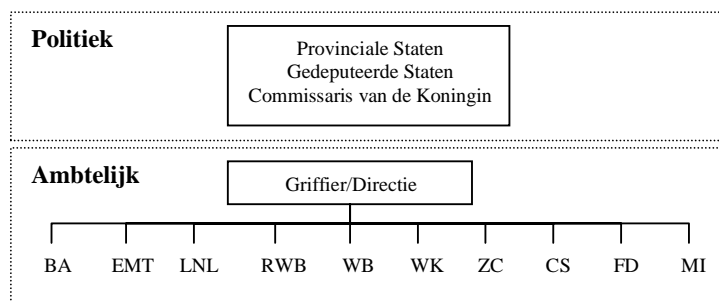 Politiek
Provinciale Staten
Gedeputeerde Staten
Commissaris van de Koningin
Ambtelijk
Griffier/Directie
BA EMT LNL RWB WB WK ZC CS FD MI